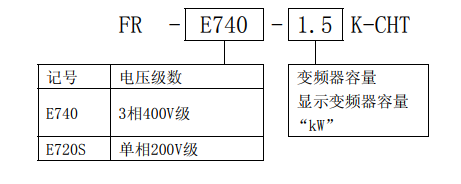 FR - E740 - 1.5 K-CHT
记号 电压级数
E740 3相400V级
E720S 单相200V级
变频器容量
显示变频器容量
“kW”